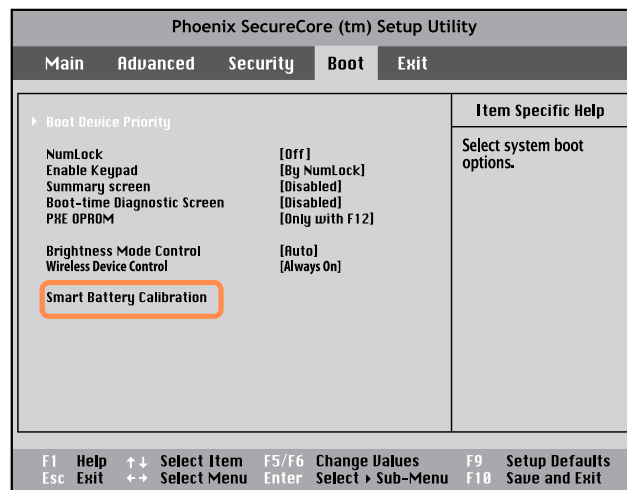 Phoenix SecureCore (tm) Setup Utility
Main Advanced Security Boot Exit
Item Specific Help
Select system boot
options.
▸ Boot Device Priority
NumLock [Off]
Enable Keypad [By NumLock]
Summary screen [Disabled]
Boot-time Diagnostic Screen [Disabled]
PXE OPROM [Only with F12]
Brightness Mode Control [Auto]
Wireless Device Control [Always On]
Smart Battery Calibration
F1 Help ↑↓ Select Item F5/F6 Change Values F9 Setup Defaults
Esc Exit ←→ Select Menu Enter Select ▸ Sub-Menu F10 Save and Exit